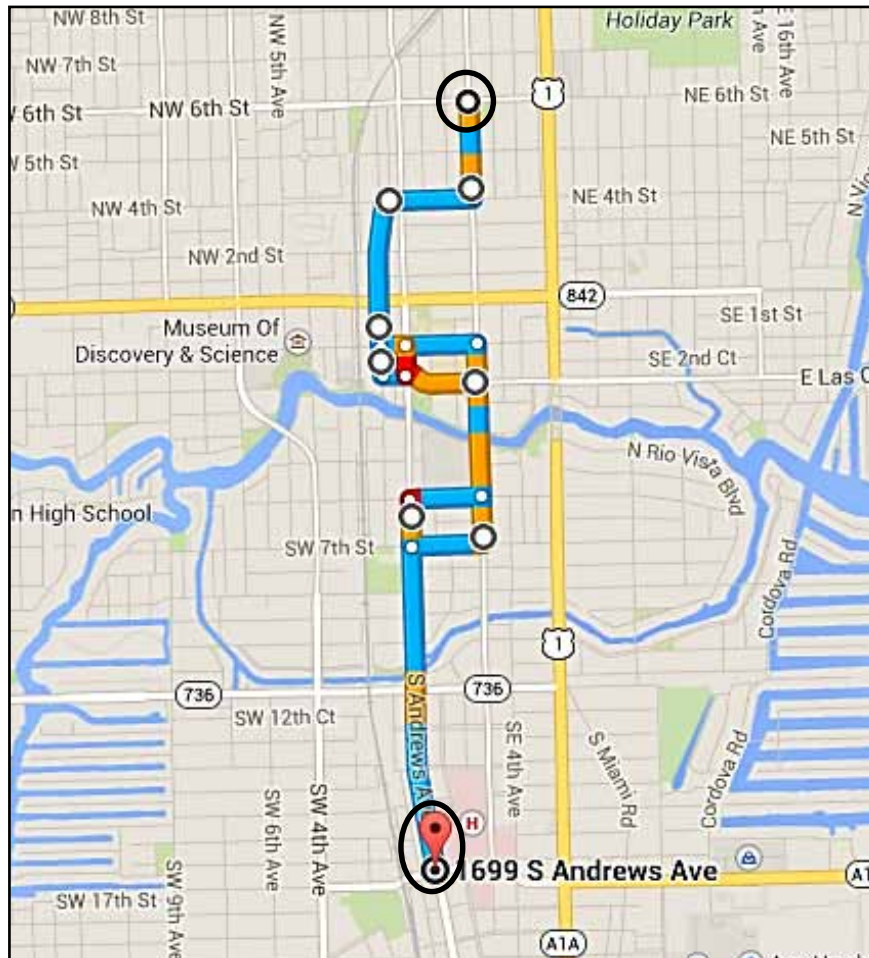 NW 8th St
Holiday Park
NW 5th Ave
E 16th Ave
NW 7th St
NW 6th St
NW 6th St
1
NE 6th St
NE 5th St
W 5th St
NW 4th St
NE 4th St
NW 2nd St
842
SE 1st St
Museum Of
Discovery & Science
SE 2nd Ct
E Las O
N Rio Vista Blvd
n High School
SW 7th St
Cordova Rd
1
736
736
SW 12th Ct
S Andrews Av
SE 4th Ave
S Miami Rd
Cordova Rd
SW 6th Ave
SW 4th Ave
H
1699 S Andrews Ave
A1
SW 17th St
SW 9th Ave
A1A